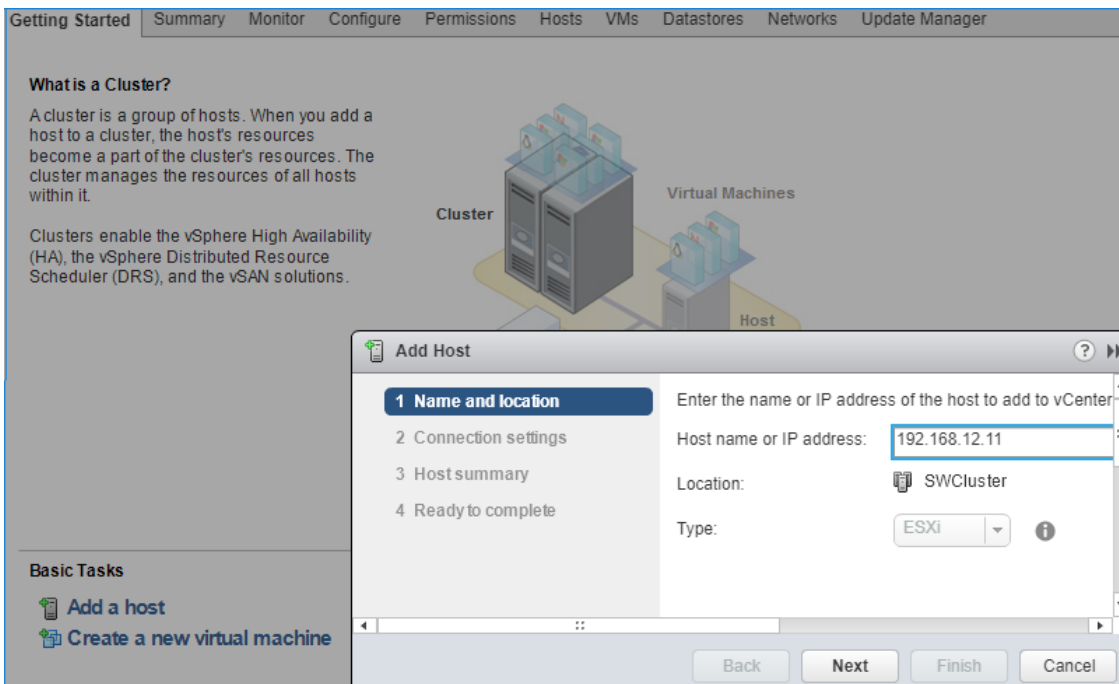 Getting Started Summary Monitor Configure Permissions Hosts VMs Datastores Networks Update Manager
What is a Cluster?
A cluster is a group of hosts. When you add a
host to a cluster, the host's resources
become a part of the cluster's resources. The
cluster manages the resources of all hosts
within it.
Clusters enable the vSphere High Availability
(HA), the vSphere Distributed Resource
Scheduler (DRS), and the vSAN solutions.
Cluster
Virtual Machines
Host
Add Host
1 Name and location
2 Connection settings
3 Host summary
4 Ready to complete
Enter the name or IP address of the host to add to vCenter
Host name or IP address: 192.168.12.11
Location: SWCluster
Type: ESXi
Basic Tasks
Add a host
Create a new virtual machine
Back Next Finish Cancel